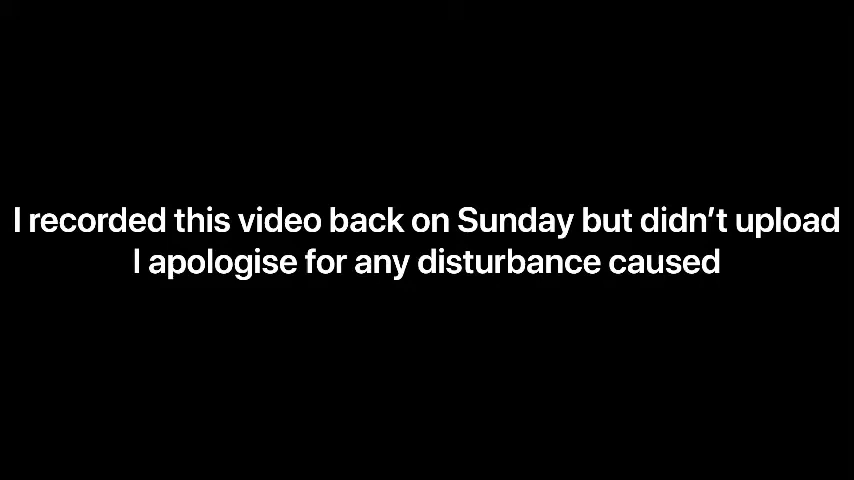 I recorded this video back on Sunday but didn’t upload
I apologise for any disturbance caused